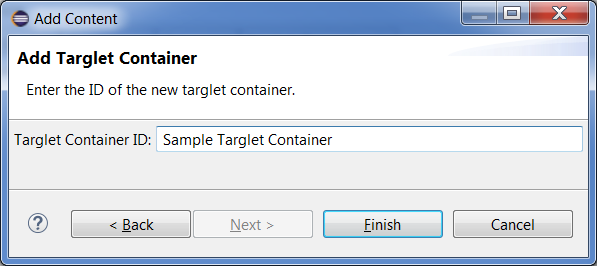 Add Content
Add Targlet Container
Enter the ID of the new targlet container.
Targlet Container ID: Sample Targlet Container
? < Back Next > Finish Cancel